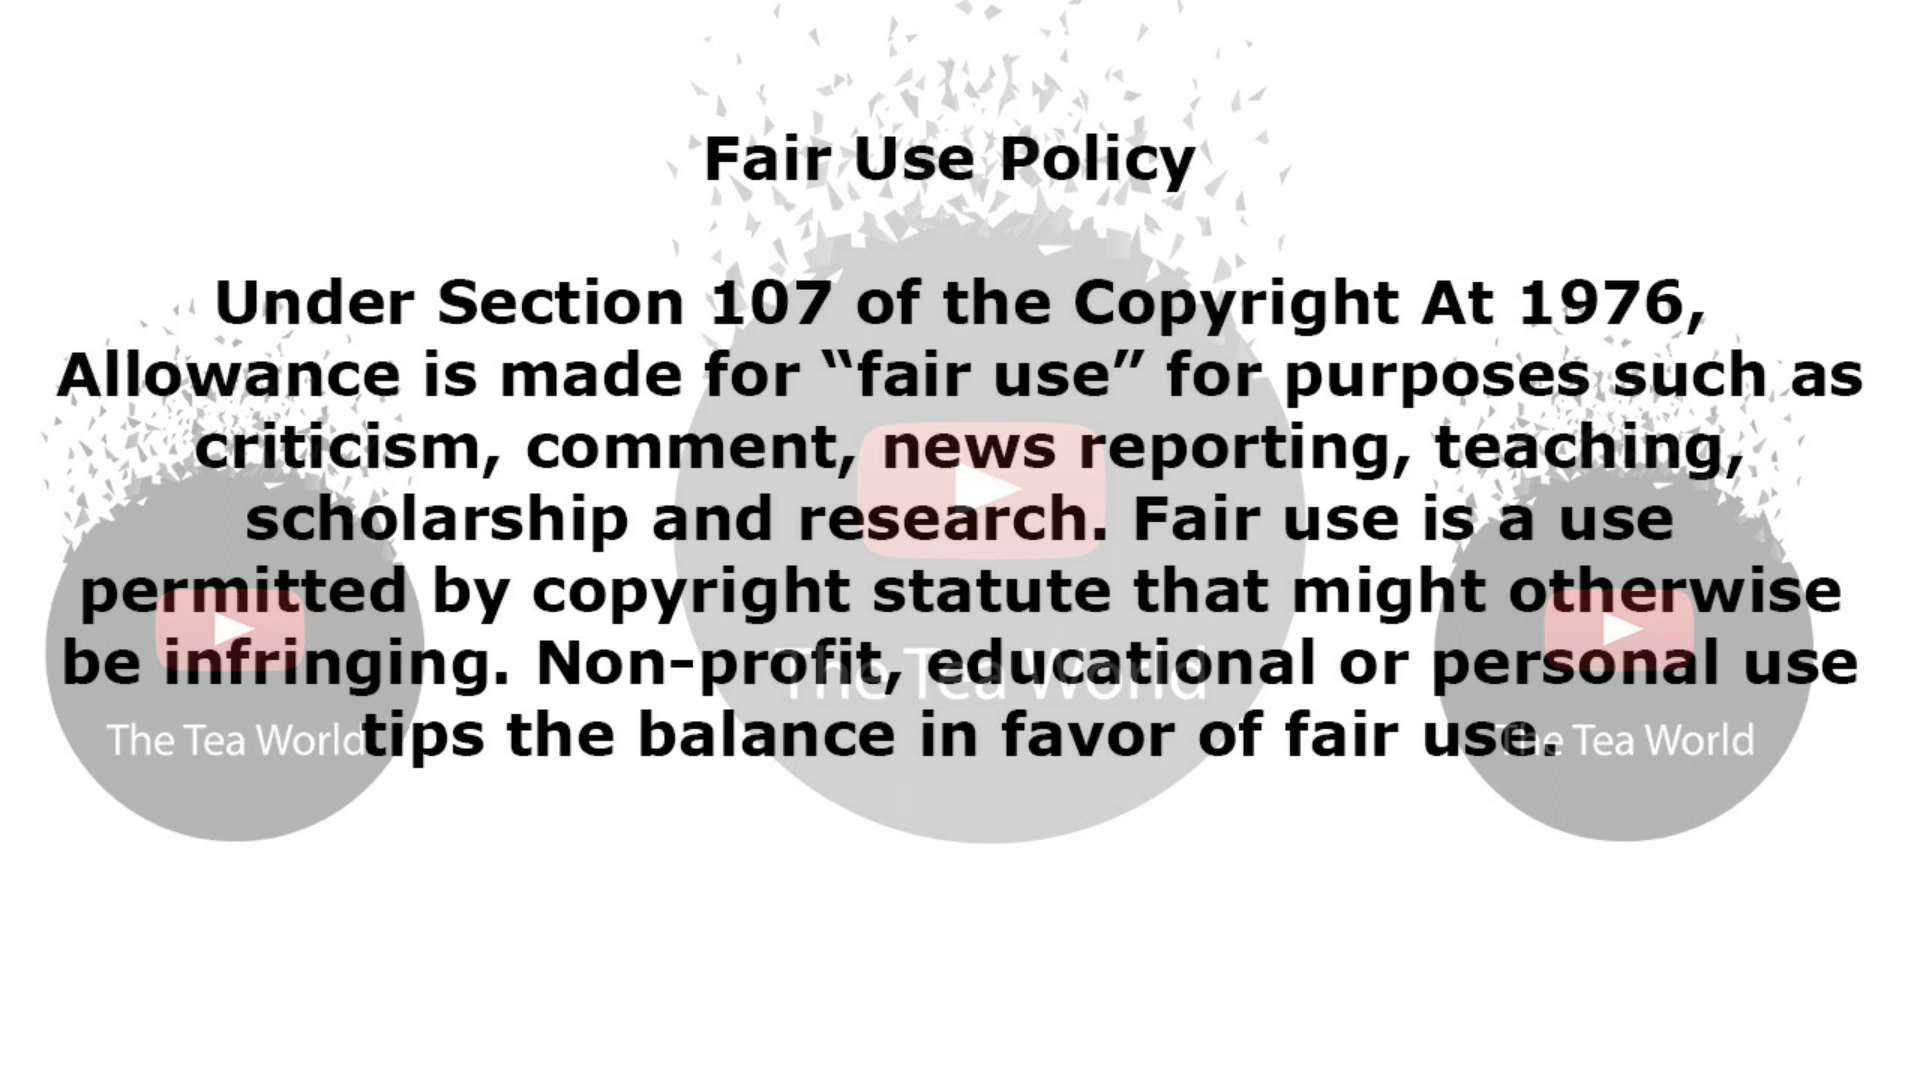 Fair Use Policy
Under Section 107 of the Copyright At 1976,
Allowance is made for “fair use” for purposes such as
criticism, comment, news reporting, teaching,
scholarship and research. Fair use is a use
permitted by copyright statute that might otherwise
be infringing. Non-profit, educational or personal use
tips the balance in favor of fair use.
The Tea World
The Tea World
The Tea World